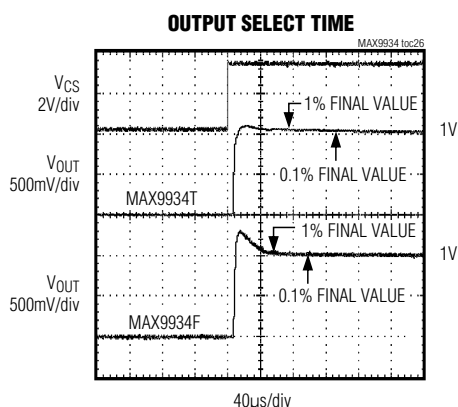 OUTPUT SELECT TIME
MAX9934 toc26
VCS
2V/div
1% FINAL VALUE
1V
VOUT
500mV/div
0.1% FINAL VALUE
MAX9934T
1% FINAL VALUE
1V
VOUT
500mV/div
0.1% FINAL VALUE
MAX9934F
40µs/div